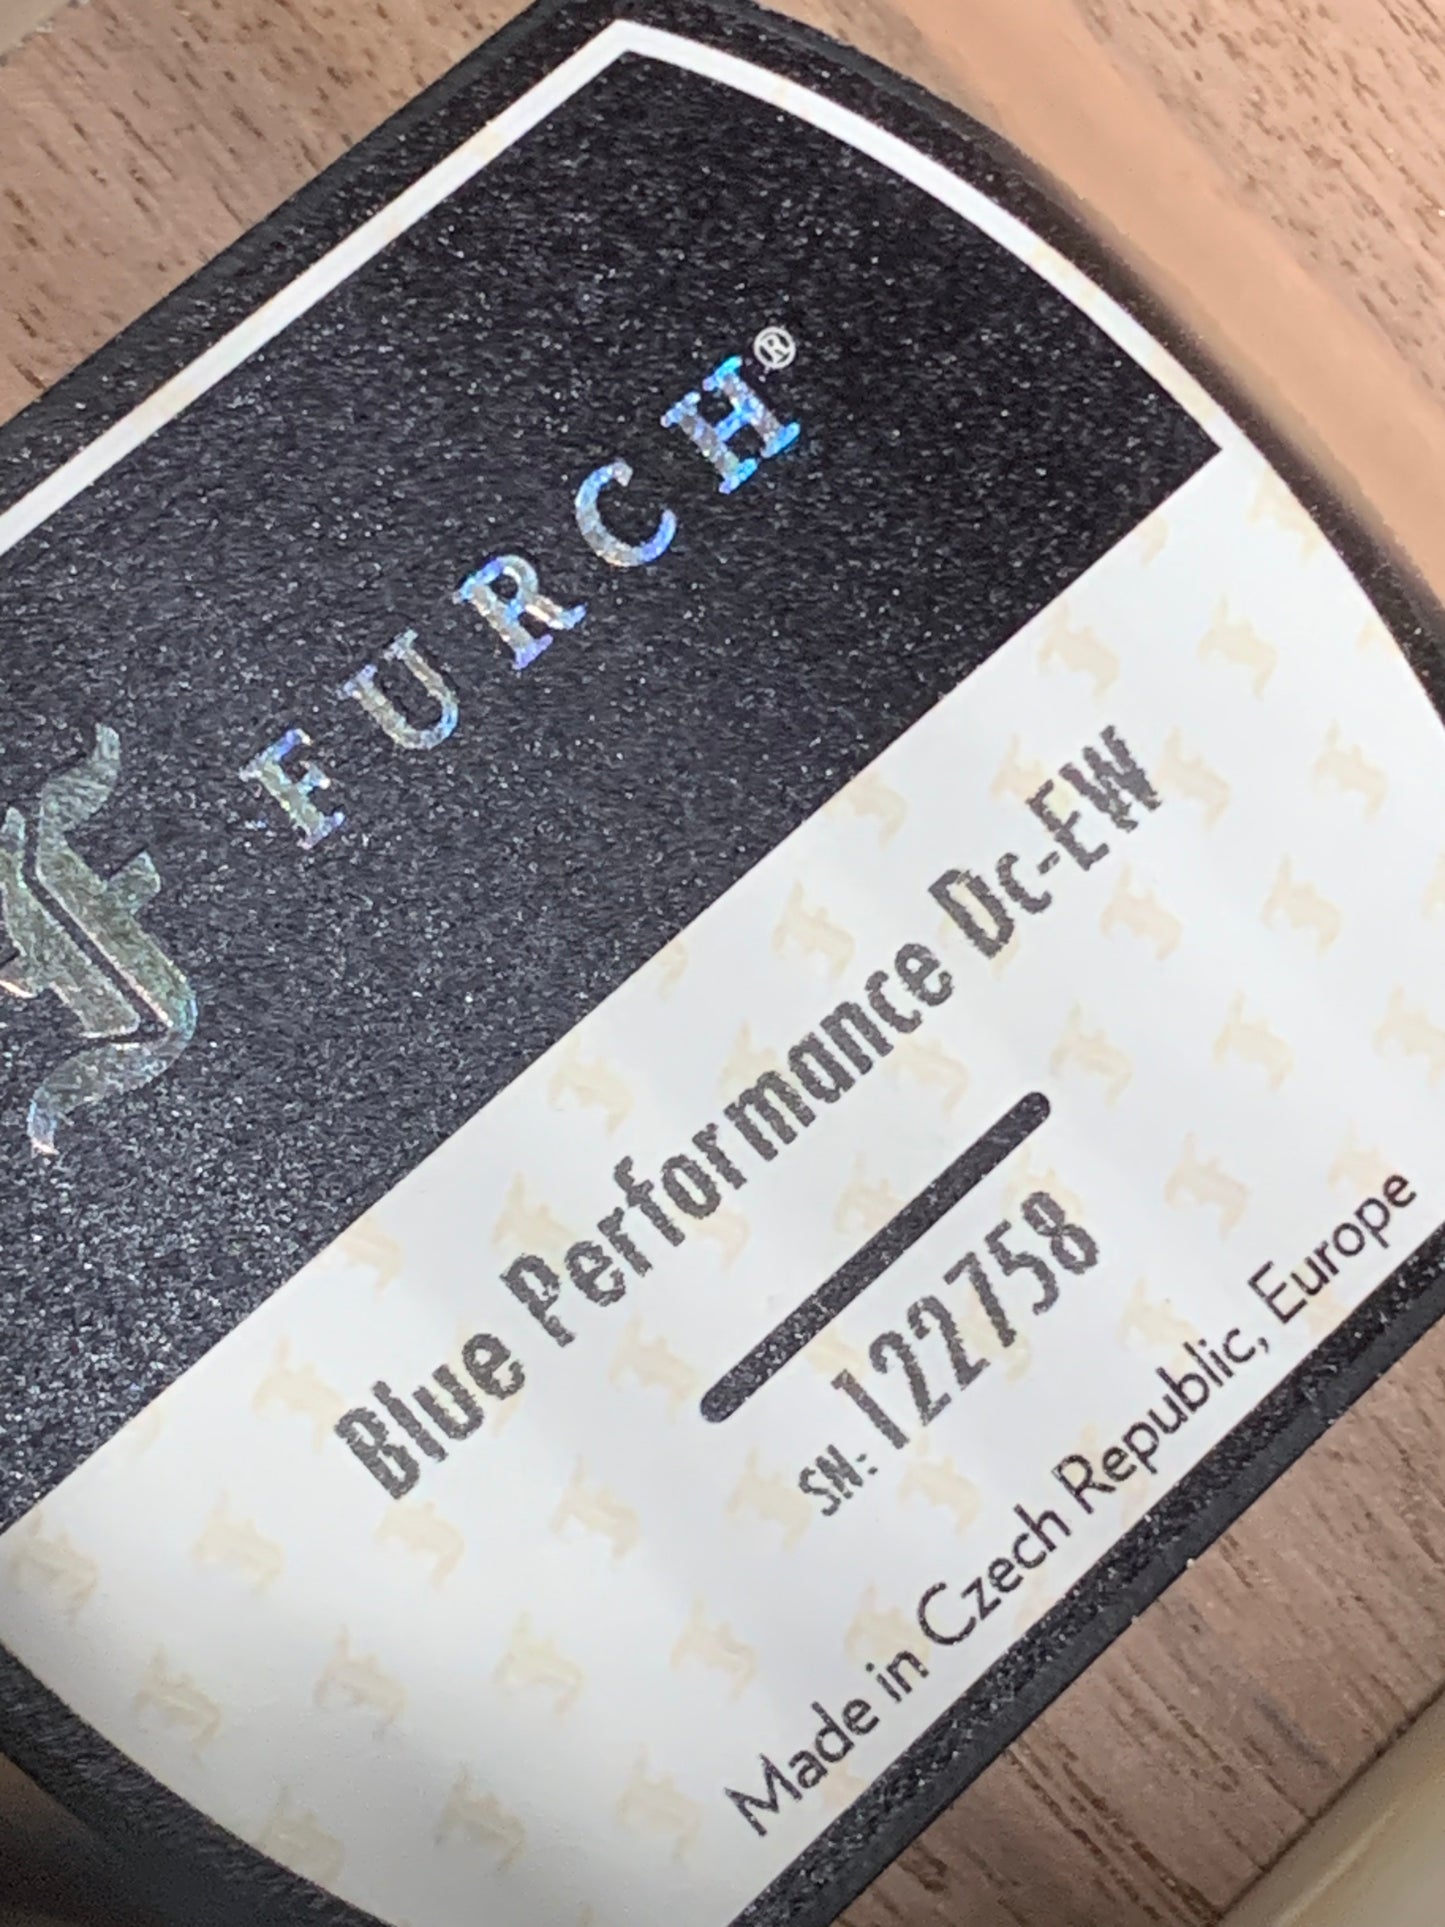 FURCH®
Blue Performance Dc-EW
SN: 122758
Made in Czech Republic, Europe